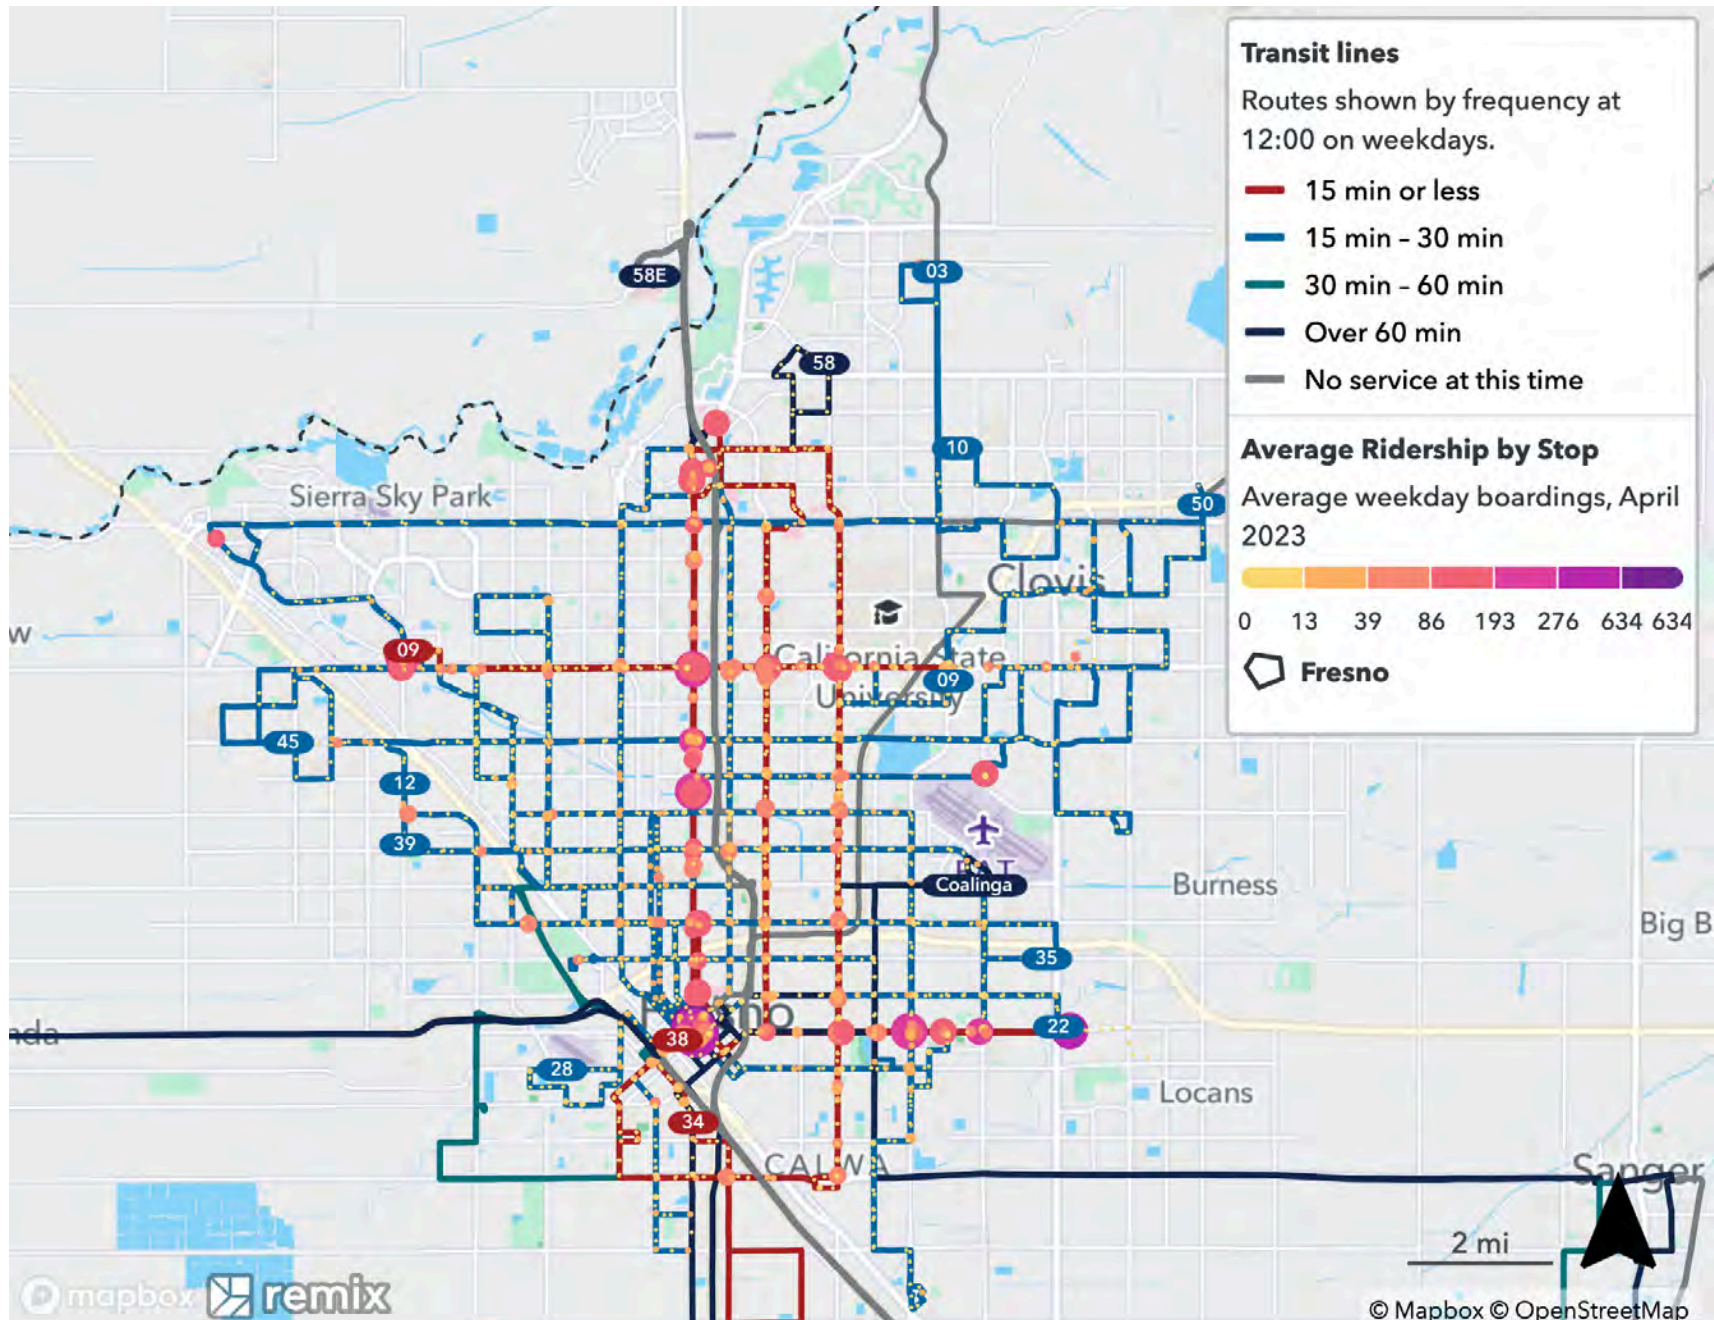 Transit lines
Routes shown by frequency at
12:00 on weekdays.
15 min or less
15 min – 30 min
30 min – 60 min
Over 60 min
No service at this time
Average Ridership by Stop
Average weekday boardings, April
2023
0 13 39 86 193 276 634 634
Fresno
58E
03
58
10
Sierra Sky Park
50
Clovis
w
09
California State
University
09
45
12
39
Coalinga
Burness
Big B
35
22
38
nda
28
Locans
34
CALWA
Sanger
2 mi
mapbox remix
© Mapbox © OpenStreetMap